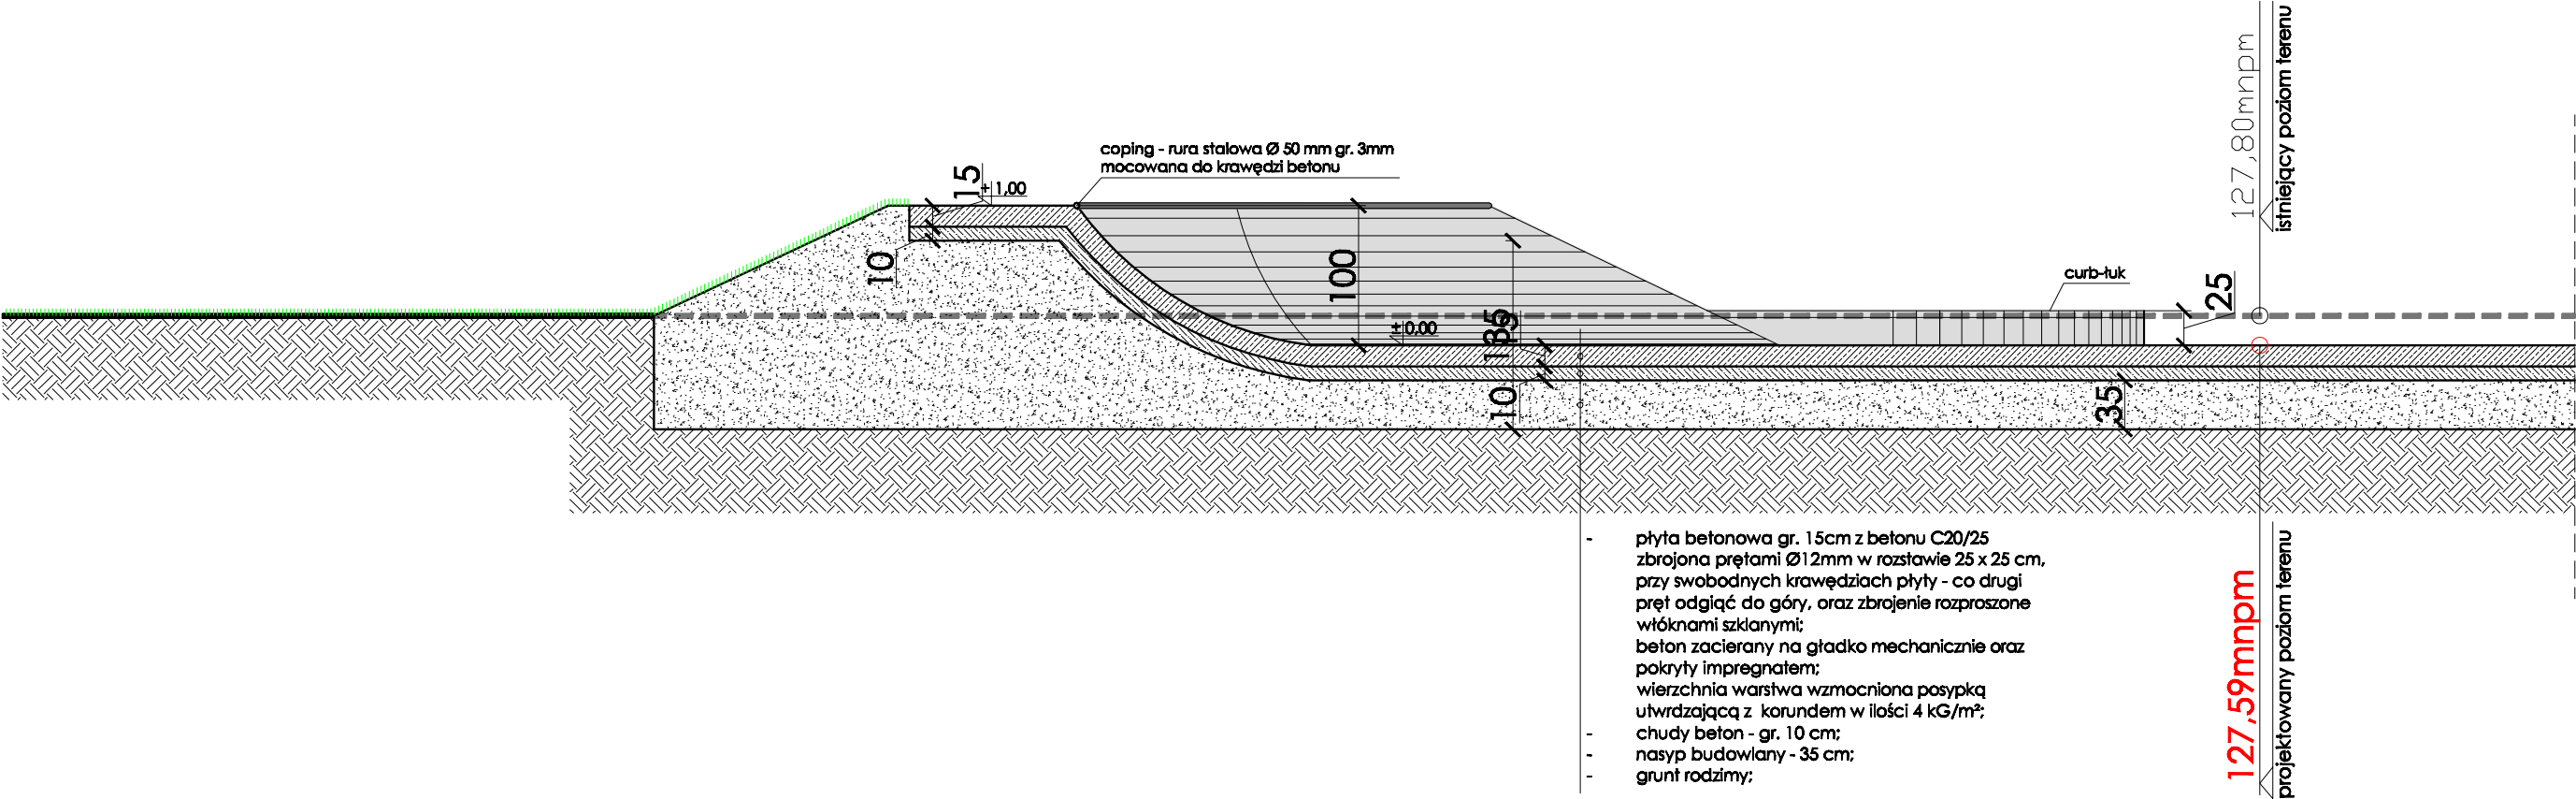 coping - rura stalowa Ø 50 mm gr. 3mm
mocowana do krawędzi betonu
15
+ 1,00
10
100
± 0,00
135
15
10
35
curb-łuk
25
127,80mnpm
istniejący poziom terenu
127,59mnpm
projektowany poziom terenu
- płyta betonowa gr. 15cm z betonu C20/25
zbrojona prętami Ø12mm w rozstawie 25 x 25 cm,
przy swobodnych krawędziach płyty - co drugi
pręt odgiąć do góry, oraz zbrojenie rozproszone
włóknami szklanymi;
beton zacierany na gładko mechanicznie oraz
pokryty impregnatem;
wierzchnia warstwa wzmocniona posypką
utwrdzającą z korundem w ilości 4 kG/m²;
- chudy beton - gr. 10 cm;
- nasyp budowlany - 35 cm;
- grunt rodzimy;